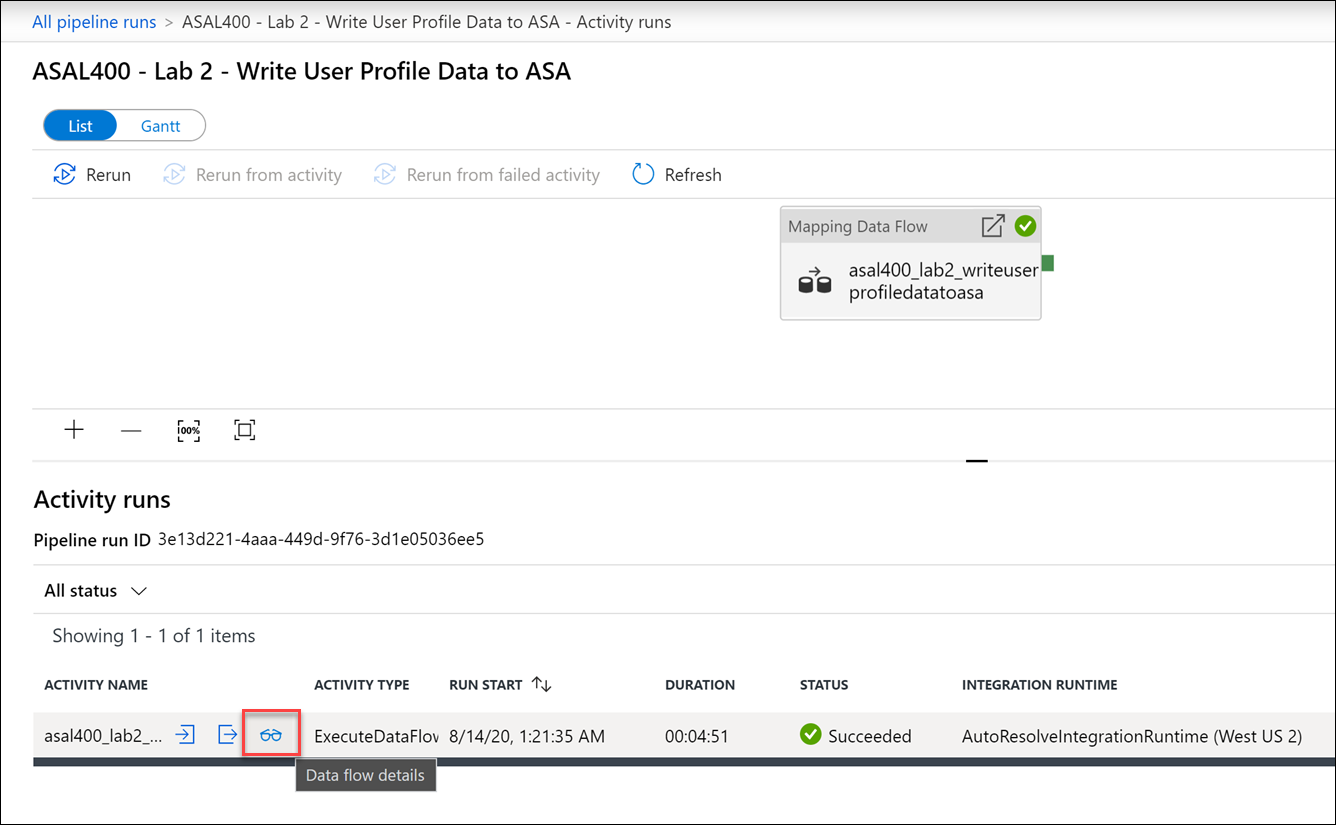 All pipeline runs > ASAL400 - Lab 2 - Write User Profile Data to ASA - Activity runs
ASAL400 - Lab 2 - Write User Profile Data to ASA
List Gantt
Rerun Rerun from activity Rerun from failed activity Refresh
Mapping Data Flow
asal400_lab2_writeuser
profiledatatoasa
100%
Activity runs
Pipeline run ID 3e13d221-4aaa-449d-9f76-3d1e05036ee5
All status
Showing 1 - 1 of 1 items
ACTIVITY NAME ACTIVITY TYPE RUN START DURATION STATUS INTEGRATION RUNTIME
asal400_lab2_... ExecuteDataFlow 8/14/20, 1:21:35 AM 00:04:51 Succeeded AutoResolveIntegrationRuntime (West US 2)
Data flow details